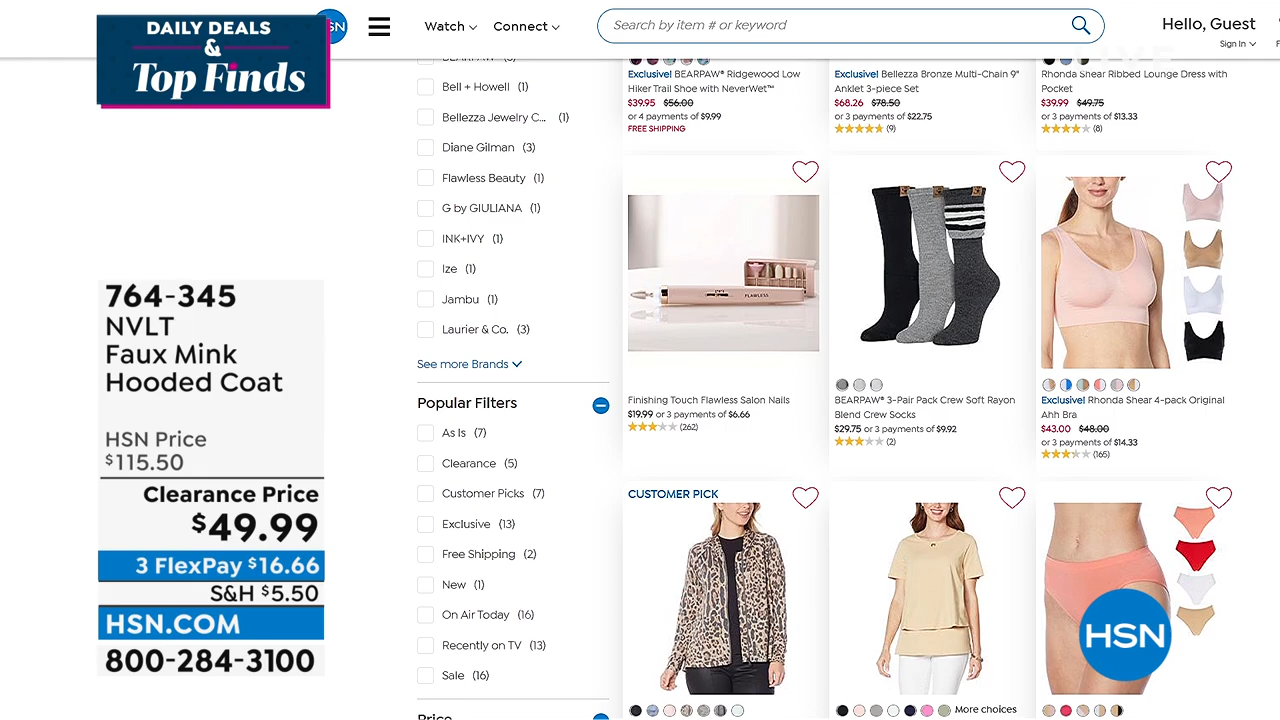 DAILY DEALS
&
Top Finds
764-345
NVLT
Faux Mink
Hooded Coat
HSN Price
$115.50
Clearance Price
$49.99
3 FlexPay $16.66
S&H $5.50
HSN.COM
800-284-3100
Watch
Connect
Search by item # or keyword
Hello, Guest
Sign In
LIVE
Bell + Howell (1)
Bellezza Jewelry C... (1)
Diane Gilman (3)
Flawless Beauty (1)
G by GIULIANA (1)
INK+IVY (1)
Ize (1)
Jambu (1)
Laurier & Co. (3)
See more Brands
Popular Filters
As Is (7)
Clearance (5)
Customer Picks (7)
Exclusive (13)
Free Shipping (2)
New (1)
On Air Today (16)
Recently on TV (13)
Sale (16)
Price
Exclusive! BEARPAW® Ridgewood Low
Hiker Trail Shoe with NeverWet™
$39.95 $56.00
or 4 payments of $9.99
FREE SHIPPING
Exclusive! Bellezza Bronze Multi-Chain 9"
Anklet 3-piece Set
$68.26 $78.50
or 3 payments of $22.75
(9)
Rhonda Shear Ribbed Lounge Dress with
Pocket
$39.99 $49.75
or 3 payments of $13.33
(8)
FLAWLESS
Finishing Touch Flawless Salon Nails
$19.99 or 3 payments of $6.66
(262)
BEARPAW® 3-Pair Pack Crew Soft Rayon
Blend Crew Socks
$29.75 or 3 payments of $9.92
(2)
Exclusive! Rhonda Shear 4-pack Original
Ahh Bra
$43.00 $48.00
or 3 payments of $14.33
(165)
CUSTOMER PICK
More choices
HSN